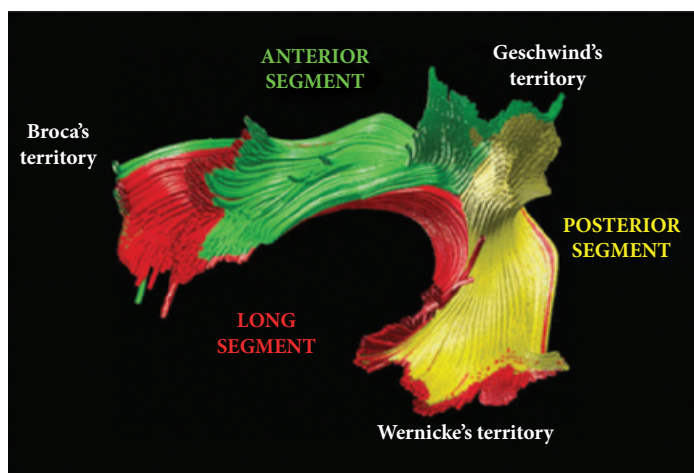 ANTERIOR
SEGMENT
Geschwind's
territory
Broca's
territory
POSTERIOR
SEGMENT
LONG
SEGMENT
Wernicke's territory